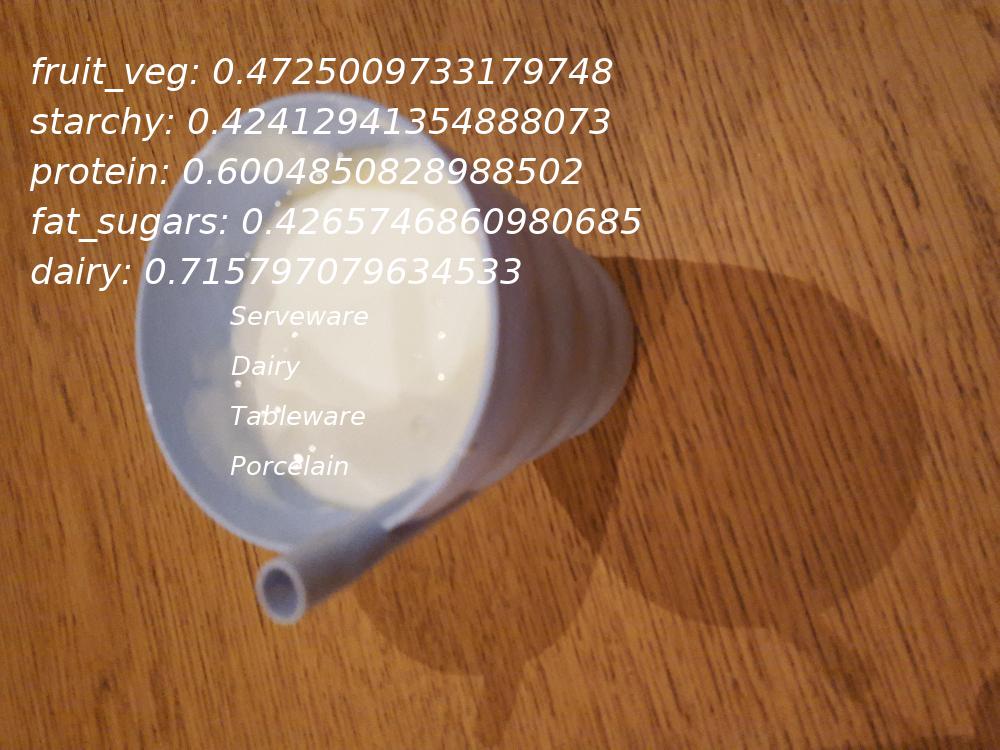 fruit_veg: 0.4725009733179748
starchy: 0.42412941354888073
protein: 0.6004850828988502
fat_sugars: 0.4265746860980685
dairy: 0.715797079634533
Serveware
Dairy
Tableware
Porcelain